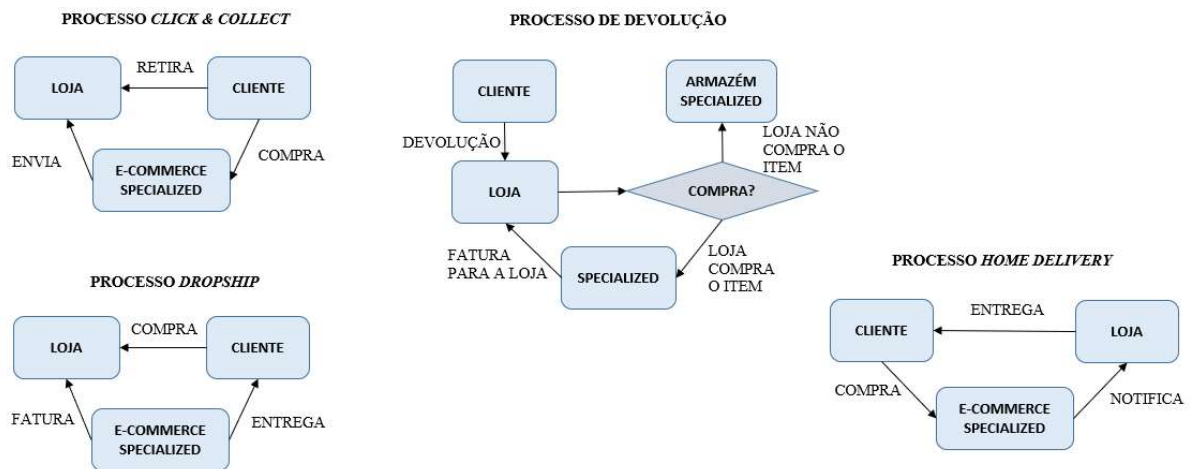 PROCESSO CLICK & COLLECT
RETIRA
LOJA
CLIENTE
ENVIA
COMPRA
E-COMMERCE
SPECIALIZED
PROCESSO DE DEVOLUÇÃO
CLIENTE
ARMAZÉM
SPECIALIZED
DEVOLUÇÃO
LOJA NÃO
COMPRA O
ITEM
LOJA
COMPRA?
FATURA
PARA A LOJA
SPECIALIZED
LOJA
COMPRA
O ITEM
PROCESSO DROPSHIP
COMPRA
LOJA
CLIENTE
FATURA
ENTREGA
E-COMMERCE
SPECIALIZED
PROCESSO HOME DELIVERY
ENTREGA
CLIENTE
LOJA
COMPRA
NOTIFICA
E-COMMERCE
SPECIALIZED